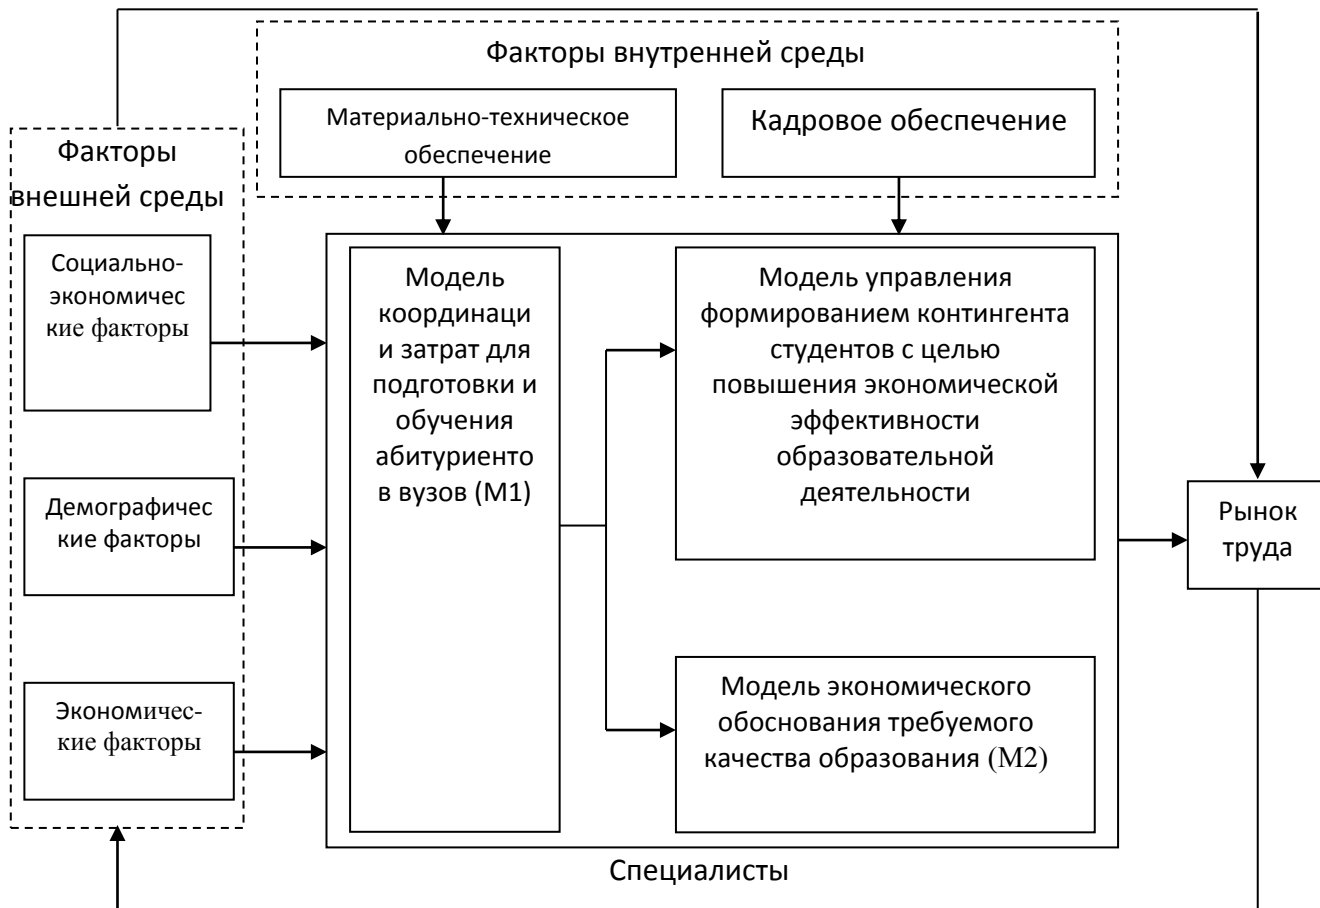 Факторы внутренней среды
Материально-техническое
обеспечение
Кадровое обеспечение
Факторы
внешней среды
Социально-
экономичес
кие факторы
Демографичес
кие факторы
Экономичес-
кие факторы
Модель
координаци
и затрат для
подготовки и
обучения
абитуриенто
в вузов (М1)
Модель управления
формированием контингента
студентов с целью
повышения экономической
эффективности
образовательной
деятельности
Модель экономического
обоснования требуемого
качества образования (М2)
Рынок
труда
Специалисты